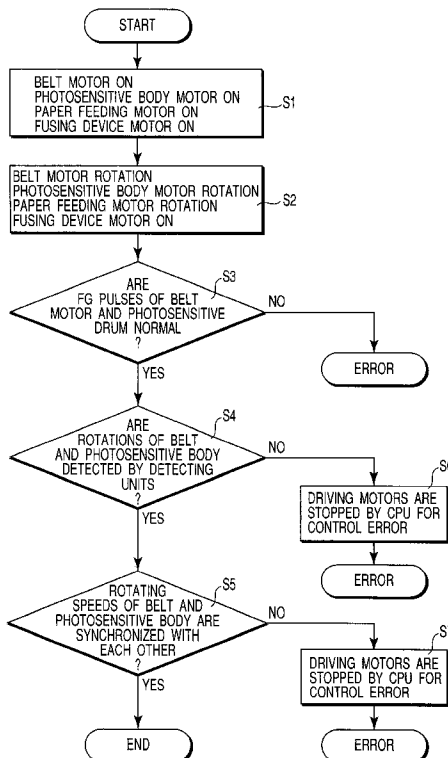 START
BELT MOTOR ON
PHOTOSENSITIVE BODY MOTOR ON
PAPER FEEDING MOTOR ON
FUSING DEVICE MOTOR ON
S1
BELT MOTOR ROTATION
PHOTOSENSITIVE BODY MOTOR ROTATION
PAPER FEEDING MOTOR ROTATION
FUSING DEVICE MOTOR ON
S2
ARE
FG PULSES OF BELT
MOTOR AND PHOTOSENSITIVE
DRUM NORMAL
?
S3
NO
ERROR
YES
ARE
ROTATIONS OF BELT
AND PHOTOSENSITIVE BODY
DETECTED BY DETECTING
UNITS
?
S4
NO
DRIVING MOTORS ARE
STOPPED BY CPU FOR
CONTROL ERROR
ERROR
YES
ROTATING
SPEEDS OF BELT AND
PHOTOSENSITIVE BODY ARE
SYNCHRONIZED WITH
EACH OTHER
?
S5
NO
DRIVING MOTORS ARE
STOPPED BY CPU FOR
CONTROL ERROR
ERROR
YES
END